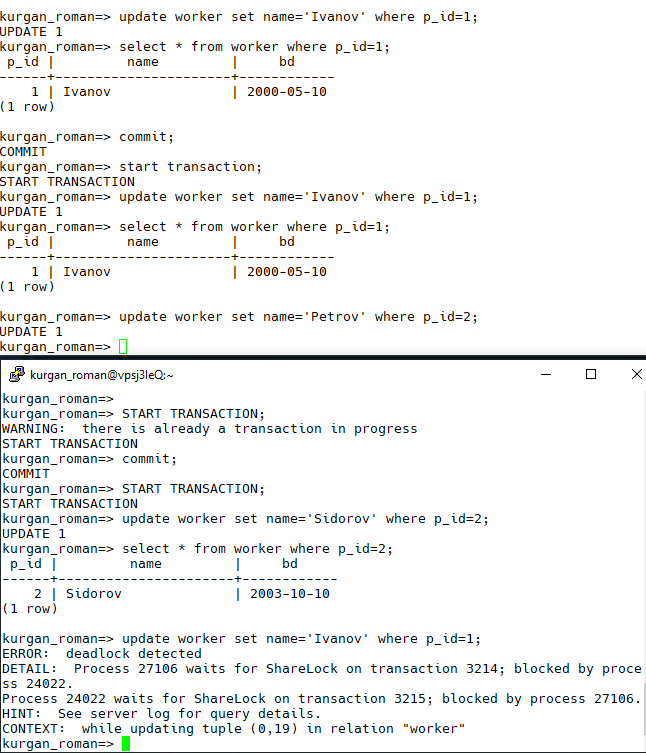 kurgan_roman=> update worker set name='Ivanov' where p_id=1;
UPDATE 1
kurgan_roman=> select * from worker where p_id=1;
 p_id |         name         |     bd
------+----------------------+------------
    1 | Ivanov               | 2000-05-10
(1 row)

kurgan_roman=> commit;
COMMIT
kurgan_roman=> start transaction;
START TRANSACTION
kurgan_roman=> update worker set name='Ivanov' where p_id=1;
UPDATE 1
kurgan_roman=> select * from worker where p_id=1;
 p_id |         name         |     bd
------+----------------------+------------
    1 | Ivanov               | 2000-05-10
(1 row)

kurgan_roman=> update worker set name='Petrov' where p_id=2;
UPDATE 1
kurgan_roman=>
kurgan_roman@vpsj3leQ:~
kurgan_roman=>
kurgan_roman=> START TRANSACTION;
WARNING:  there is already a transaction in progress
START TRANSACTION
kurgan_roman=> commit;
COMMIT
kurgan_roman=> START TRANSACTION;
START TRANSACTION
kurgan_roman=> update worker set name='Sidorov' where p_id=2;
UPDATE 1
kurgan_roman=> select * from worker where p_id=2;
 p_id |         name         |     bd
------+----------------------+------------
    2 | Sidorov              | 2003-10-10
(1 row)

kurgan_roman=> update worker set name='Ivanov' where p_id=1;
ERROR:  deadlock detected
DETAIL:  Process 27106 waits for ShareLock on transaction 3214; blocked by proce
ss 24022.
Process 24022 waits for ShareLock on transaction 3215; blocked by process 27106.
HINT:  See server log for query details.
CONTEXT:  while updating tuple (0,19) in relation "worker"
kurgan_roman=>